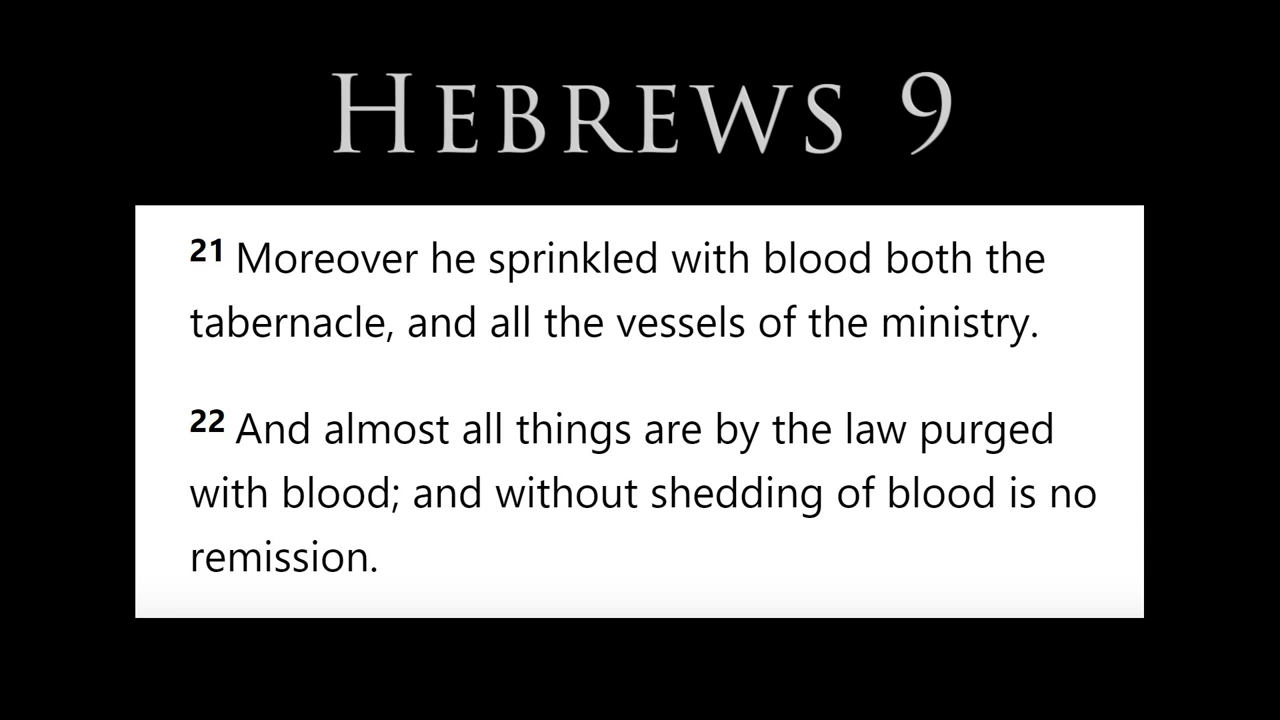 HEBREWS 9
21 Moreover he sprinkled with blood both the
tabernacle, and all the vessels of the ministry.
22 And almost all things are by the law purged
with blood; and without shedding of blood is no
remission.